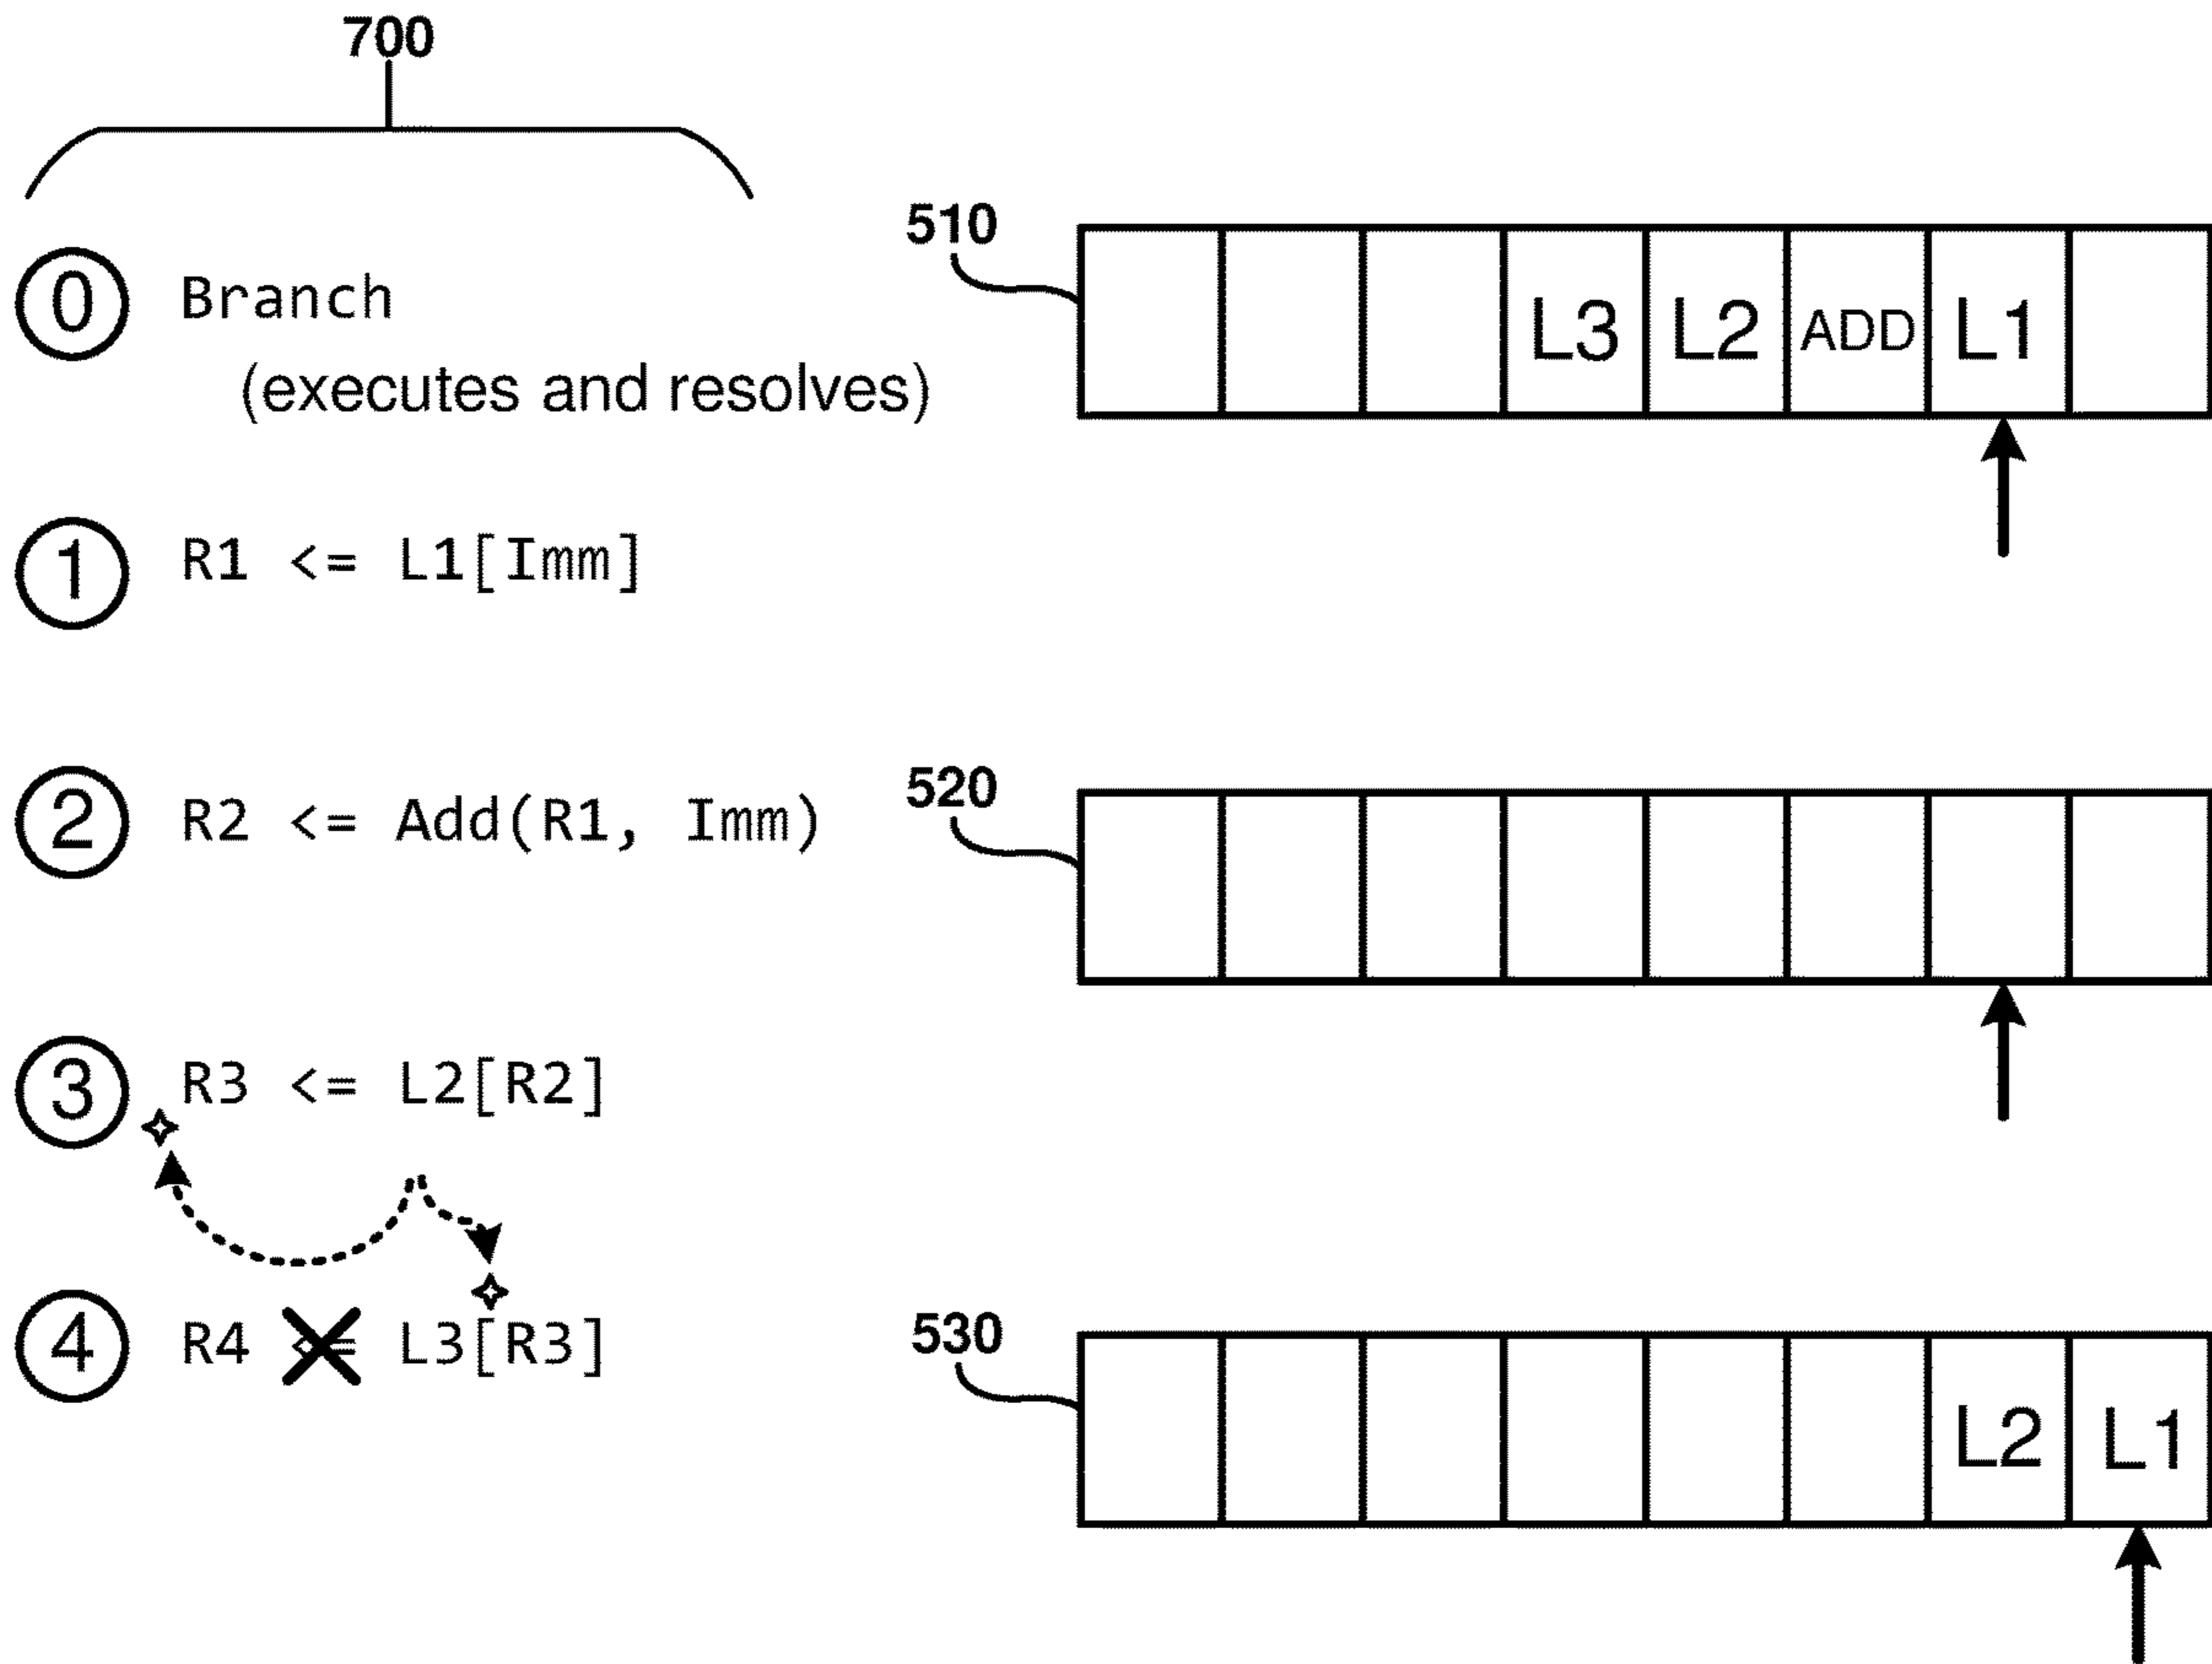 700
0 Branch
(executes and resolves)
1 R1 <= L1[Imm]
2 R2 <= Add(R1, Imm)
3 R3 <= L2[R2]
4 R4 <= L3[R3]
510
L3 L2 ADD L1
520
530
L2 L1